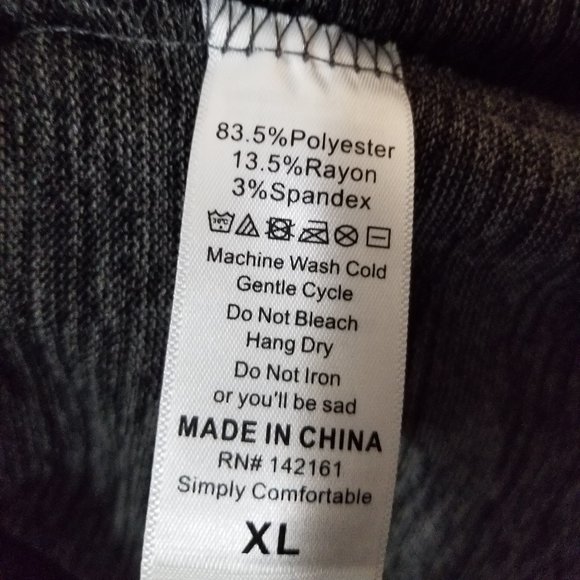 83.5%Polyester
13.5%Rayon
3%Spandex
Machine Wash Cold
Gentle Cycle
Do Not Bleach
Hang Dry
Do Not Iron
or you'll be sad
MADE IN CHINA
RN# 142161
Simply Comfortable
XL